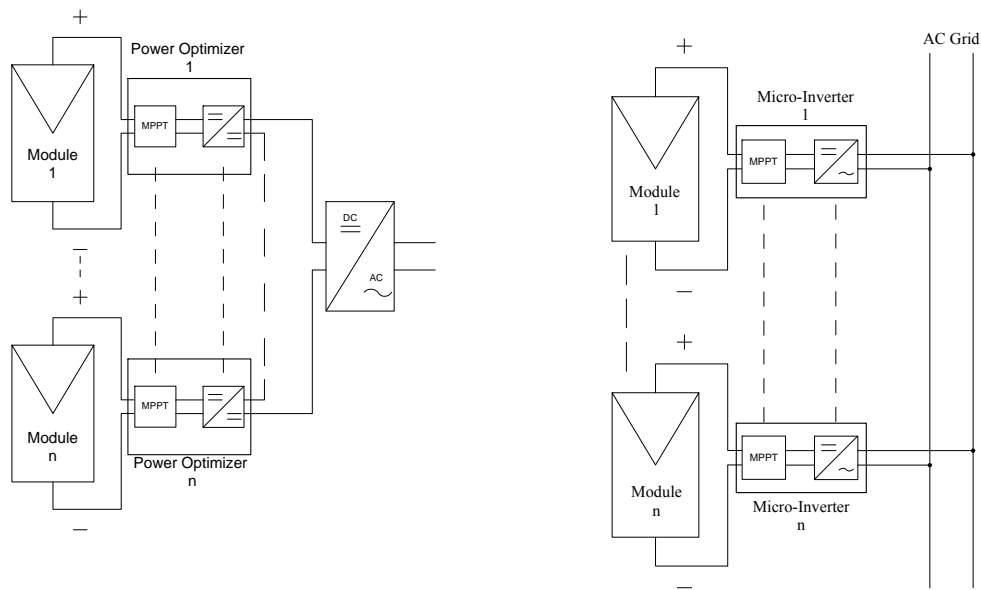 +
Power Optimizer
1
MPPT
Module
1
−
+
MPPT
Module
n
Power Optimizer
n
−
DC
AC
AC Grid
+
Micro-Inverter
1
MPPT
Module
1
−
+
MPPT
Module
n
Micro-Inverter
n
−